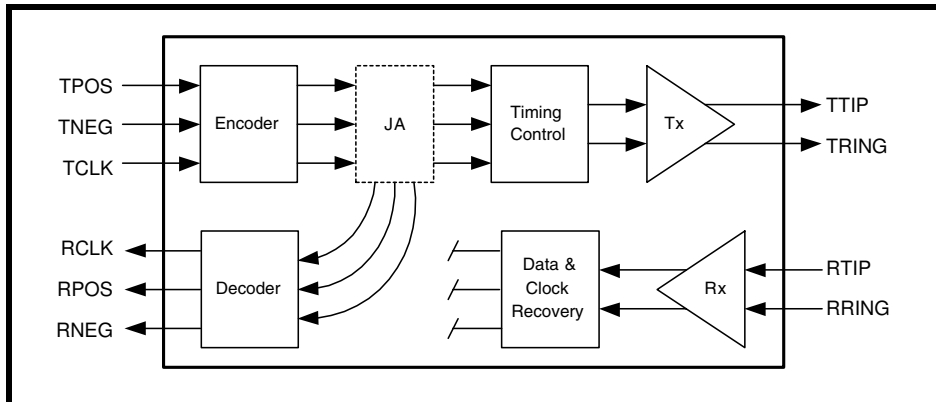 TPOS
TNEG
TCLK
Encoder
JA
Timing
Control
Tx
TTIP
TRING
RCLK
RPOS
RNEG
Decoder
Data &
Clock
Recovery
Rx
RTIP
RRING